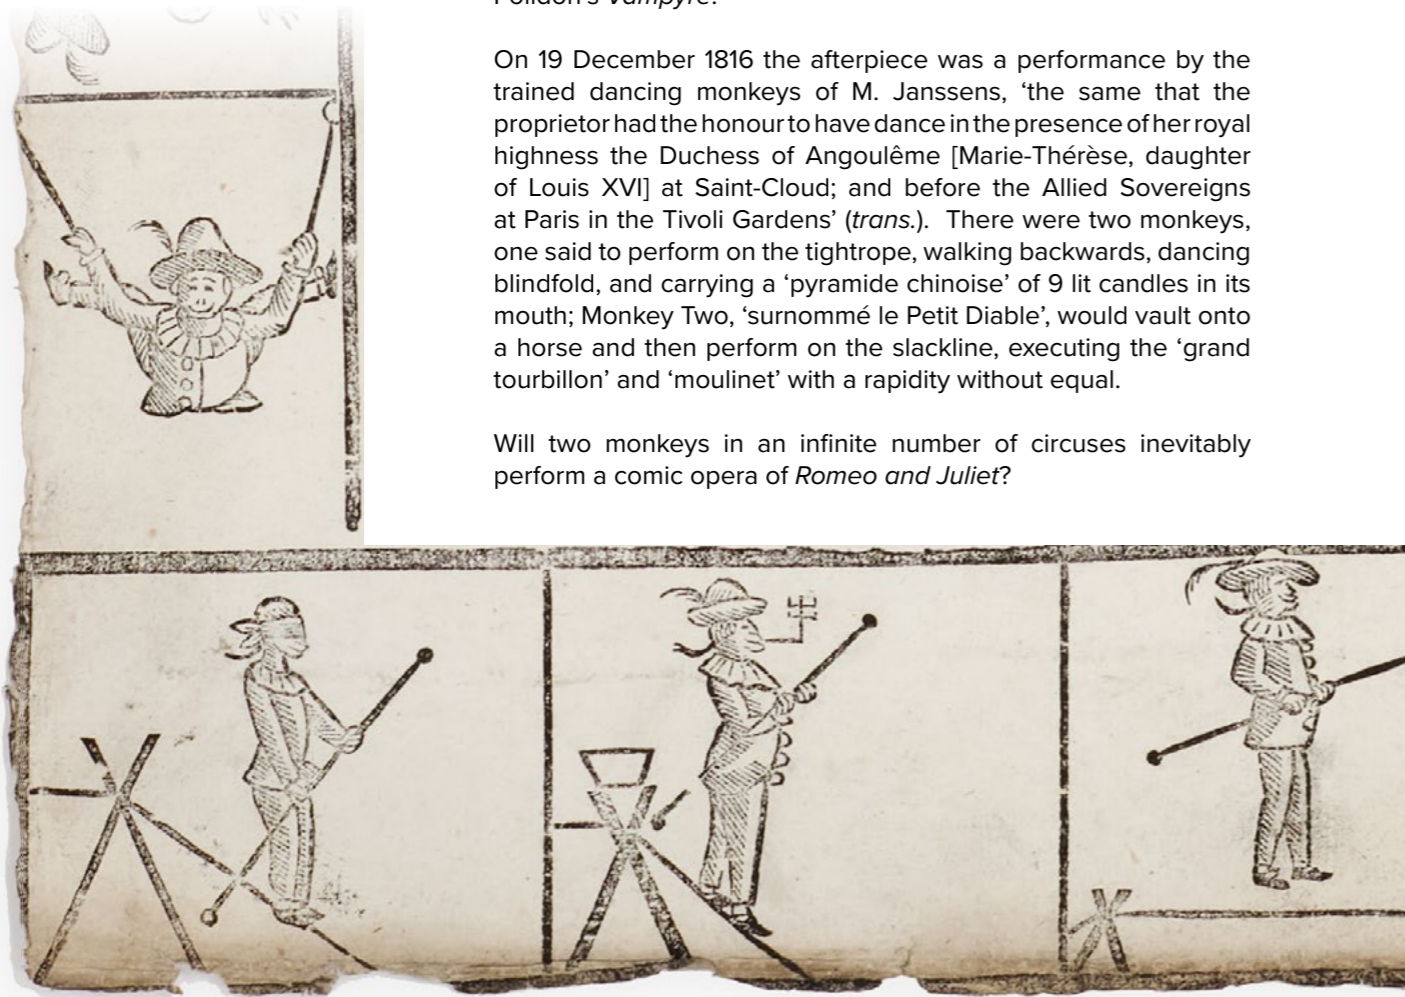 On 19 December 1816 the afterpiece was a performance by the
trained dancing monkeys of M. Janssens, ‘the same that the
proprietor had the honour to have dance in the presence of her royal
highness the Duchess of Angoulême [Marie-Thérèse, daughter
of Louis XVI] at Saint-Cloud; and before the Allied Sovereigns
at Paris in the Tivoli Gardens’ (trans.). There were two monkeys,
one said to perform on the tightrope, walking backwards, dancing
blindfold, and carrying a ‘pyramide chinoise’ of 9 lit candles in its
mouth; Monkey Two, ‘surnommé le Petit Diable’, would vault onto
a horse and then perform on the slackline, executing the ‘grand
tourbillon’ and ‘moulinet’ with a rapidity without equal.
Will two monkeys in an infinite number of circuses inevitably
perform a comic opera of Romeo and Juliet?